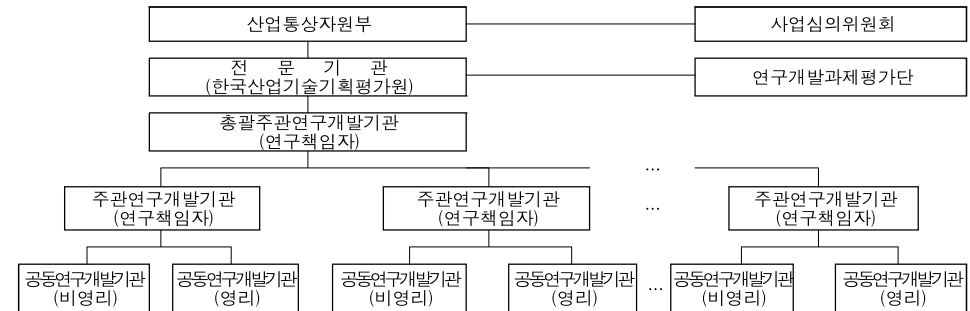 산업통상자원부
사업심의위원회
전 문 기 관
(한국산업기술기획평가원)
연구개발과제평가단
총괄주관연구개발기관
(연구책임자)
...
주관연구개발기관
(연구책임자)
주관연구개발기관
(연구책임자)
...
주관연구개발기관
(연구책임자)
공동연구개발기관
(비영리)
공동연구개발기관
(영리)
공동연구개발기관
(비영리)
공동연구개발기관
(영리)
...
공동연구개발기관
(비영리)
공동연구개발기관
(영리)